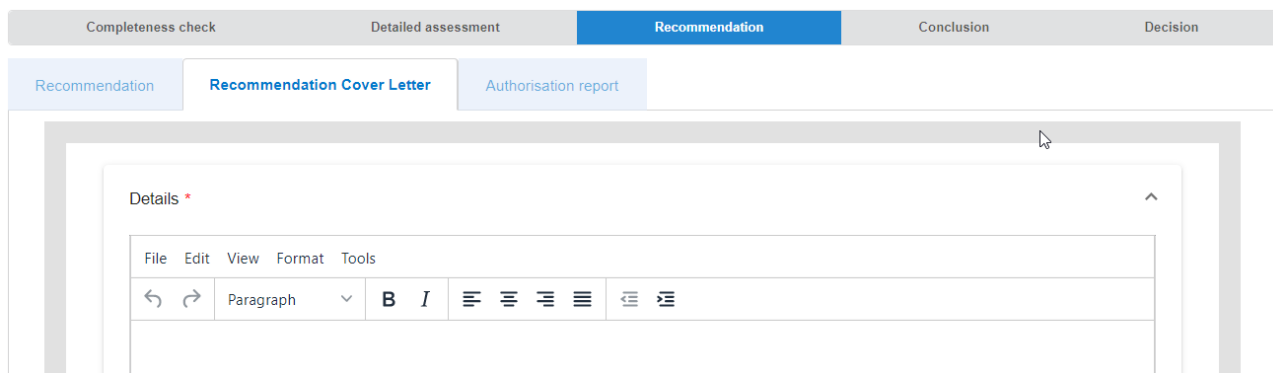 Completeness check Detailed assessment Recommendation Conclusion Decision
Recommendation Recommendation Cover Letter Authorisation report
Details *
File Edit View Format Tools
Paragraph B I